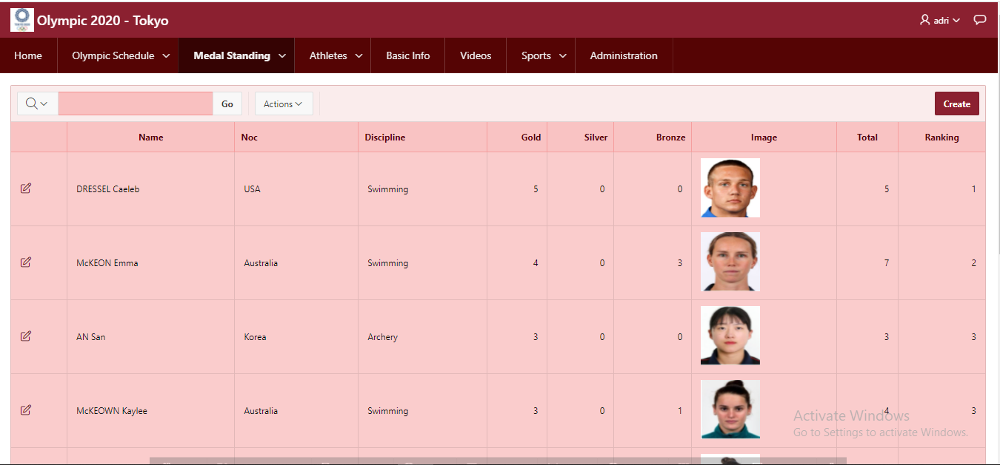 Olympic 2020 - Tokyo
adri
Home Olympic Schedule Medal Standing Athletes Basic Info Videos Sports Administration
Go Actions Create
Name Noc Discipline Gold Silver Bronze Image Total Ranking
DRESSEL Caeleb USA Swimming 5 0 0 5 1
McKEON Emma Australia Swimming 4 0 3 7 2
AN San Korea Archery 3 0 0 3 3
McKEOWN Kaylee Australia Swimming 3 0 1 4 3
Activate Windows
Go to Settings to activate Windows.